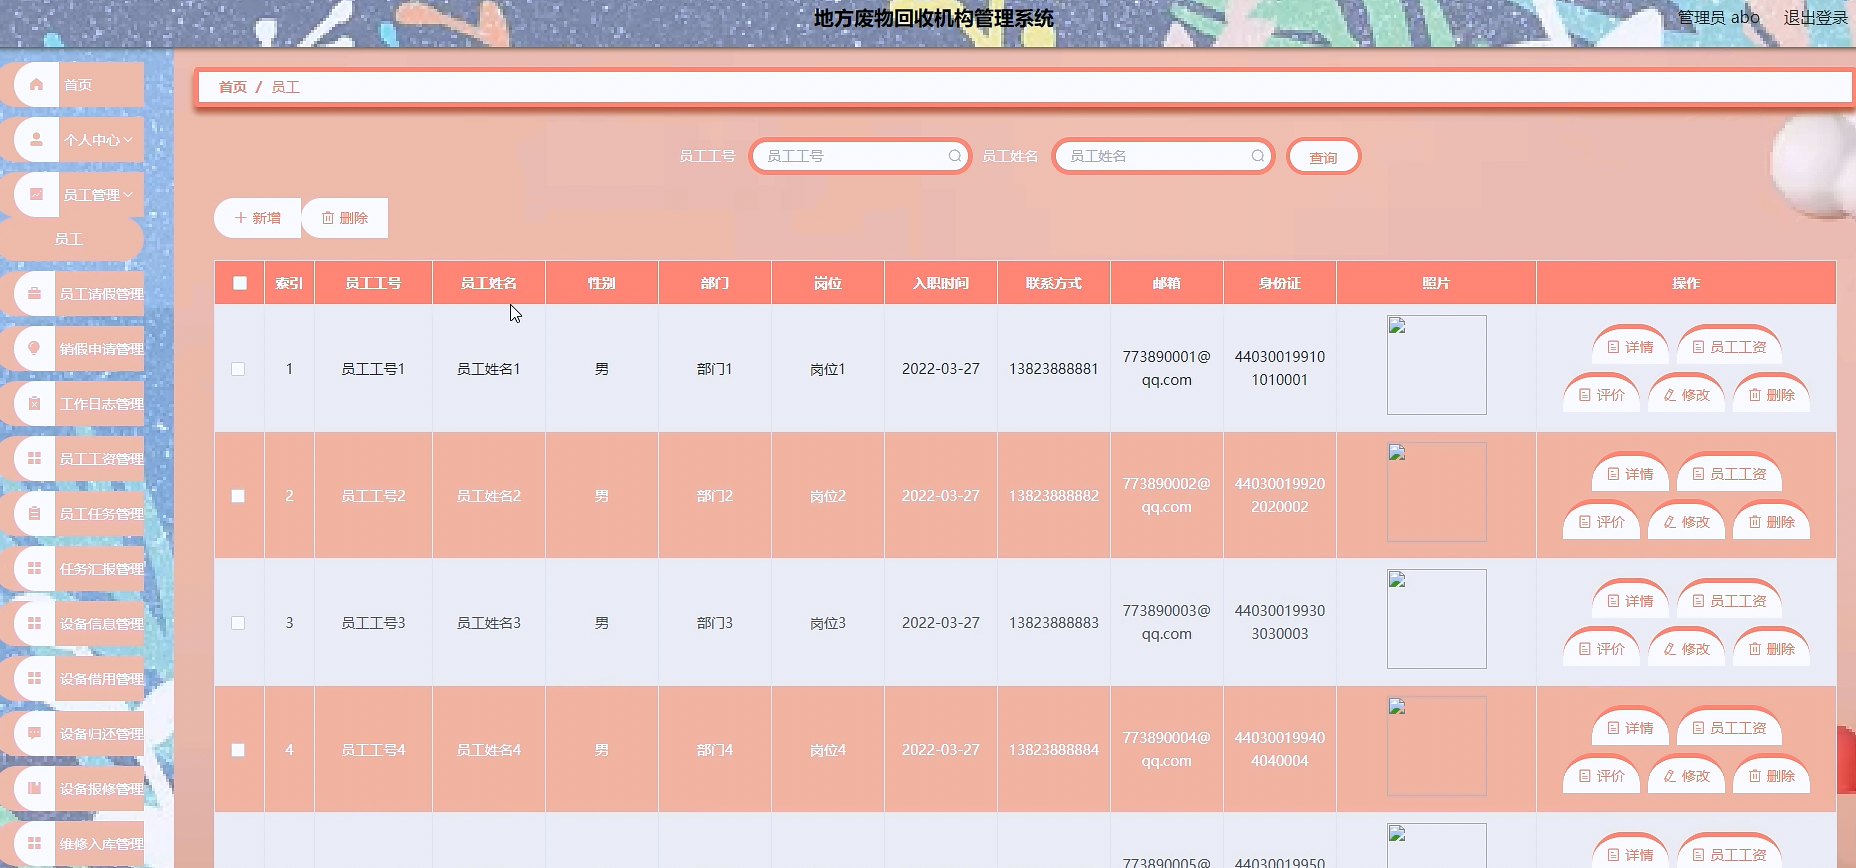 地方废物回收机构管理系统
管理员 abo 退出登录
首页
个人中心
员工管理
员工
员工请假管理
销假申请管理
工作日志管理
员工工资管理
员工任务管理
任务汇报管理
设备信息管理
设备借用管理
设备归还管理
设备报修管理
维修入库管理
首页 / 员工
员工工号 员工工号 员工姓名 员工姓名 查询
新增 删除
索引 员工工号 员工姓名 性别 部门 岗位 入职时间 联系方式 邮箱 身份证 照片 操作
1 员工工号1 员工姓名1 男 部门1 岗位1 2022-03-27 13823888881 773890001@qq.com 440300199101010001 详情 员工工资
评价 修改 删除
2 员工工号2 员工姓名2 男 部门2 岗位2 2022-03-27 13823888882 773890002@qq.com 440300199202020002 详情 员工工资
评价 修改 删除
3 员工工号3 员工姓名3 男 部门3 岗位3 2022-03-27 13823888883 773890003@qq.com 440300199303030003 详情 员工工资
评价 修改 删除
4 员工工号4 员工姓名4 男 部门4 岗位4 2022-03-27 13823888884 773890004@qq.com 440300199404040004 详情 员工工资
评价 修改 删除
773890005@ 44030019950 详情 员工工资